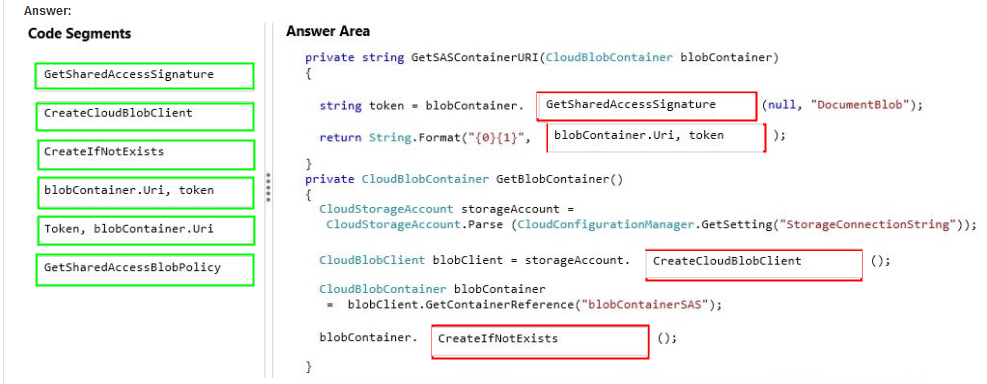 Answer:
Code Segments
GetSharedAccessSignature
CreateCloudBlobClient
CreateIfNotExists
blobContainer.Uri, token
Token, blobContainer.Uri
GetSharedAccessBlobPolicy
Answer Area
private string GetSASContainerURI(CloudBlobContainer blobContainer)
{
string token = blobContainer. GetSharedAccessSignature (null, "DocumentBlob");
return String.Format("{0}{1}", blobContainer.Uri, token );
}
private CloudBlobContainer GetBlobContainer()
{
CloudStorageAccount storageAccount =
CloudStorageAccount.Parse (CloudConfigurationManager.GetSetting("StorageConnectionString"));
CloudBlobClient blobClient = storageAccount. CreateCloudBlobClient ();
CloudBlobContainer blobContainer
= blobClient.GetContainerReference("blobContainerSAS");
blobContainer. CreateIfNotExists ();
}